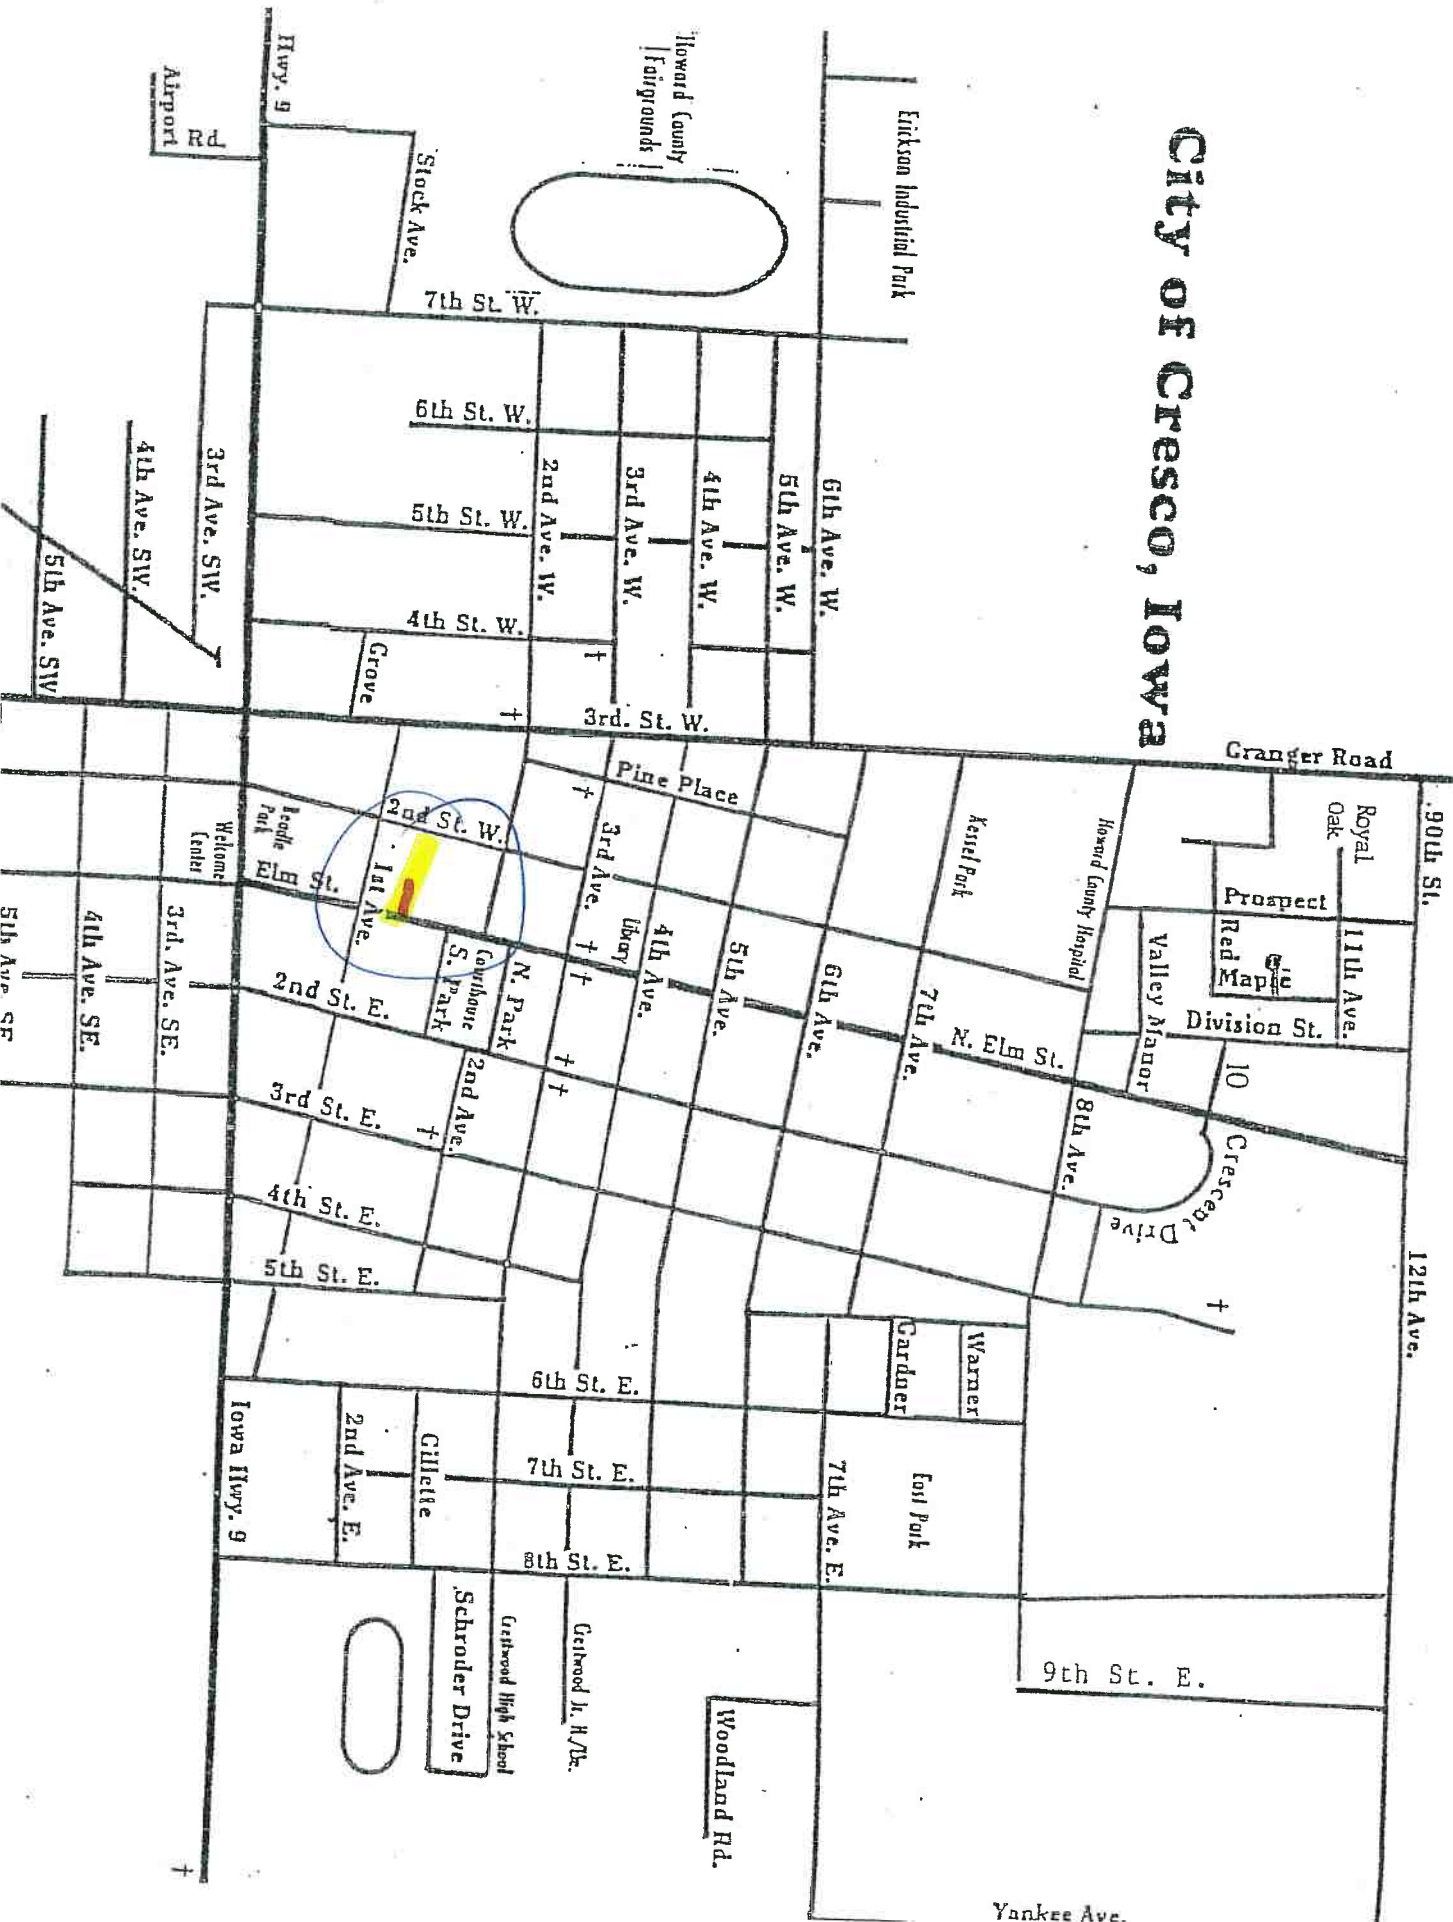 City of Cresco, Iowa
Erickson Industrial Park
Howard County
Fairgrounds
Hwy. 9
Airport
Rd.
Stock Ave.
7th St. W.
6th St. W.
5th St. W.
4th St. W.
2nd Ave. W.
3rd Ave. W.
4th Ave. W.
5th Ave. W.
6th Ave. W.
3rd Ave. SW.
4th Ave. SW.
5th Ave. SW
Grove
3rd. St. W.
Granger Road
Pine Place
2nd St. W.
Beadle
Park
Welcome
Center
Elm St.
1st Ave.
3rd Ave.
Library
4th Ave.
5th Ave.
6th Ave.
7th Ave.
Kessel Park
Howard County Hospital
Royal
Oak
90th St.
Prospect
Red
Maple
11th Ave.
Valley Manor
Division St.
N. Elm St.
10
Crescent Drive
8th Ave.
12th Ave.
N. Park
Courthouse
S. Park
2nd Ave.
2nd St. E.
3rd St. E.
4th St. E.
5th St. E.
3rd. Ave. SE.
4th Ave. SE.
5th Ave. SE
6th St. E.
7th St. E.
8th St. E.
9th St. E.
Gardner
Warner
East Park
7th Ave. E.
Iowa Hwy. 9
2nd Ave. E.
Gillette
Schroder Drive
Crestwood High School
Crestwood Jr. H./
Woodland Rd.
Yankee Ave.